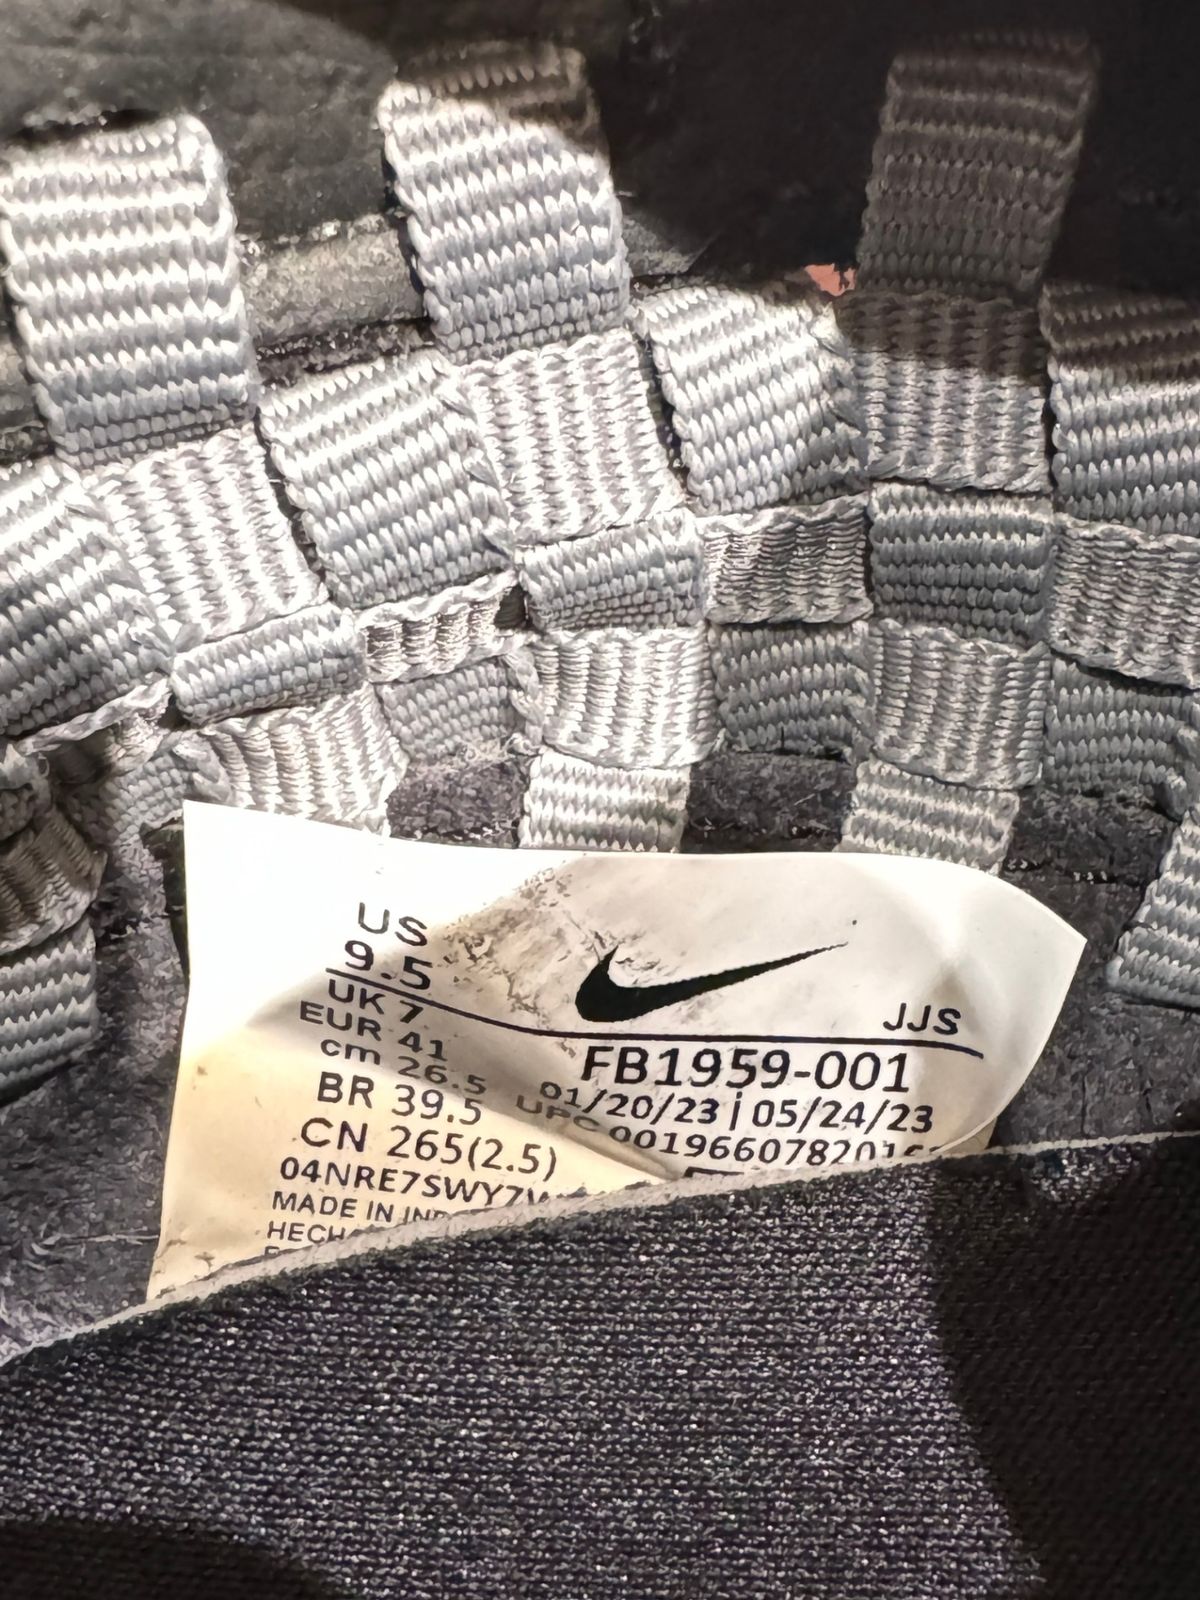 US
9.5
UK 7
EUR 41
cm 26.5
BR 39.5
CN 265(2.5)
MADE IN
JJS
FB1959-001
01/20/23 | 05/24/23
UPC